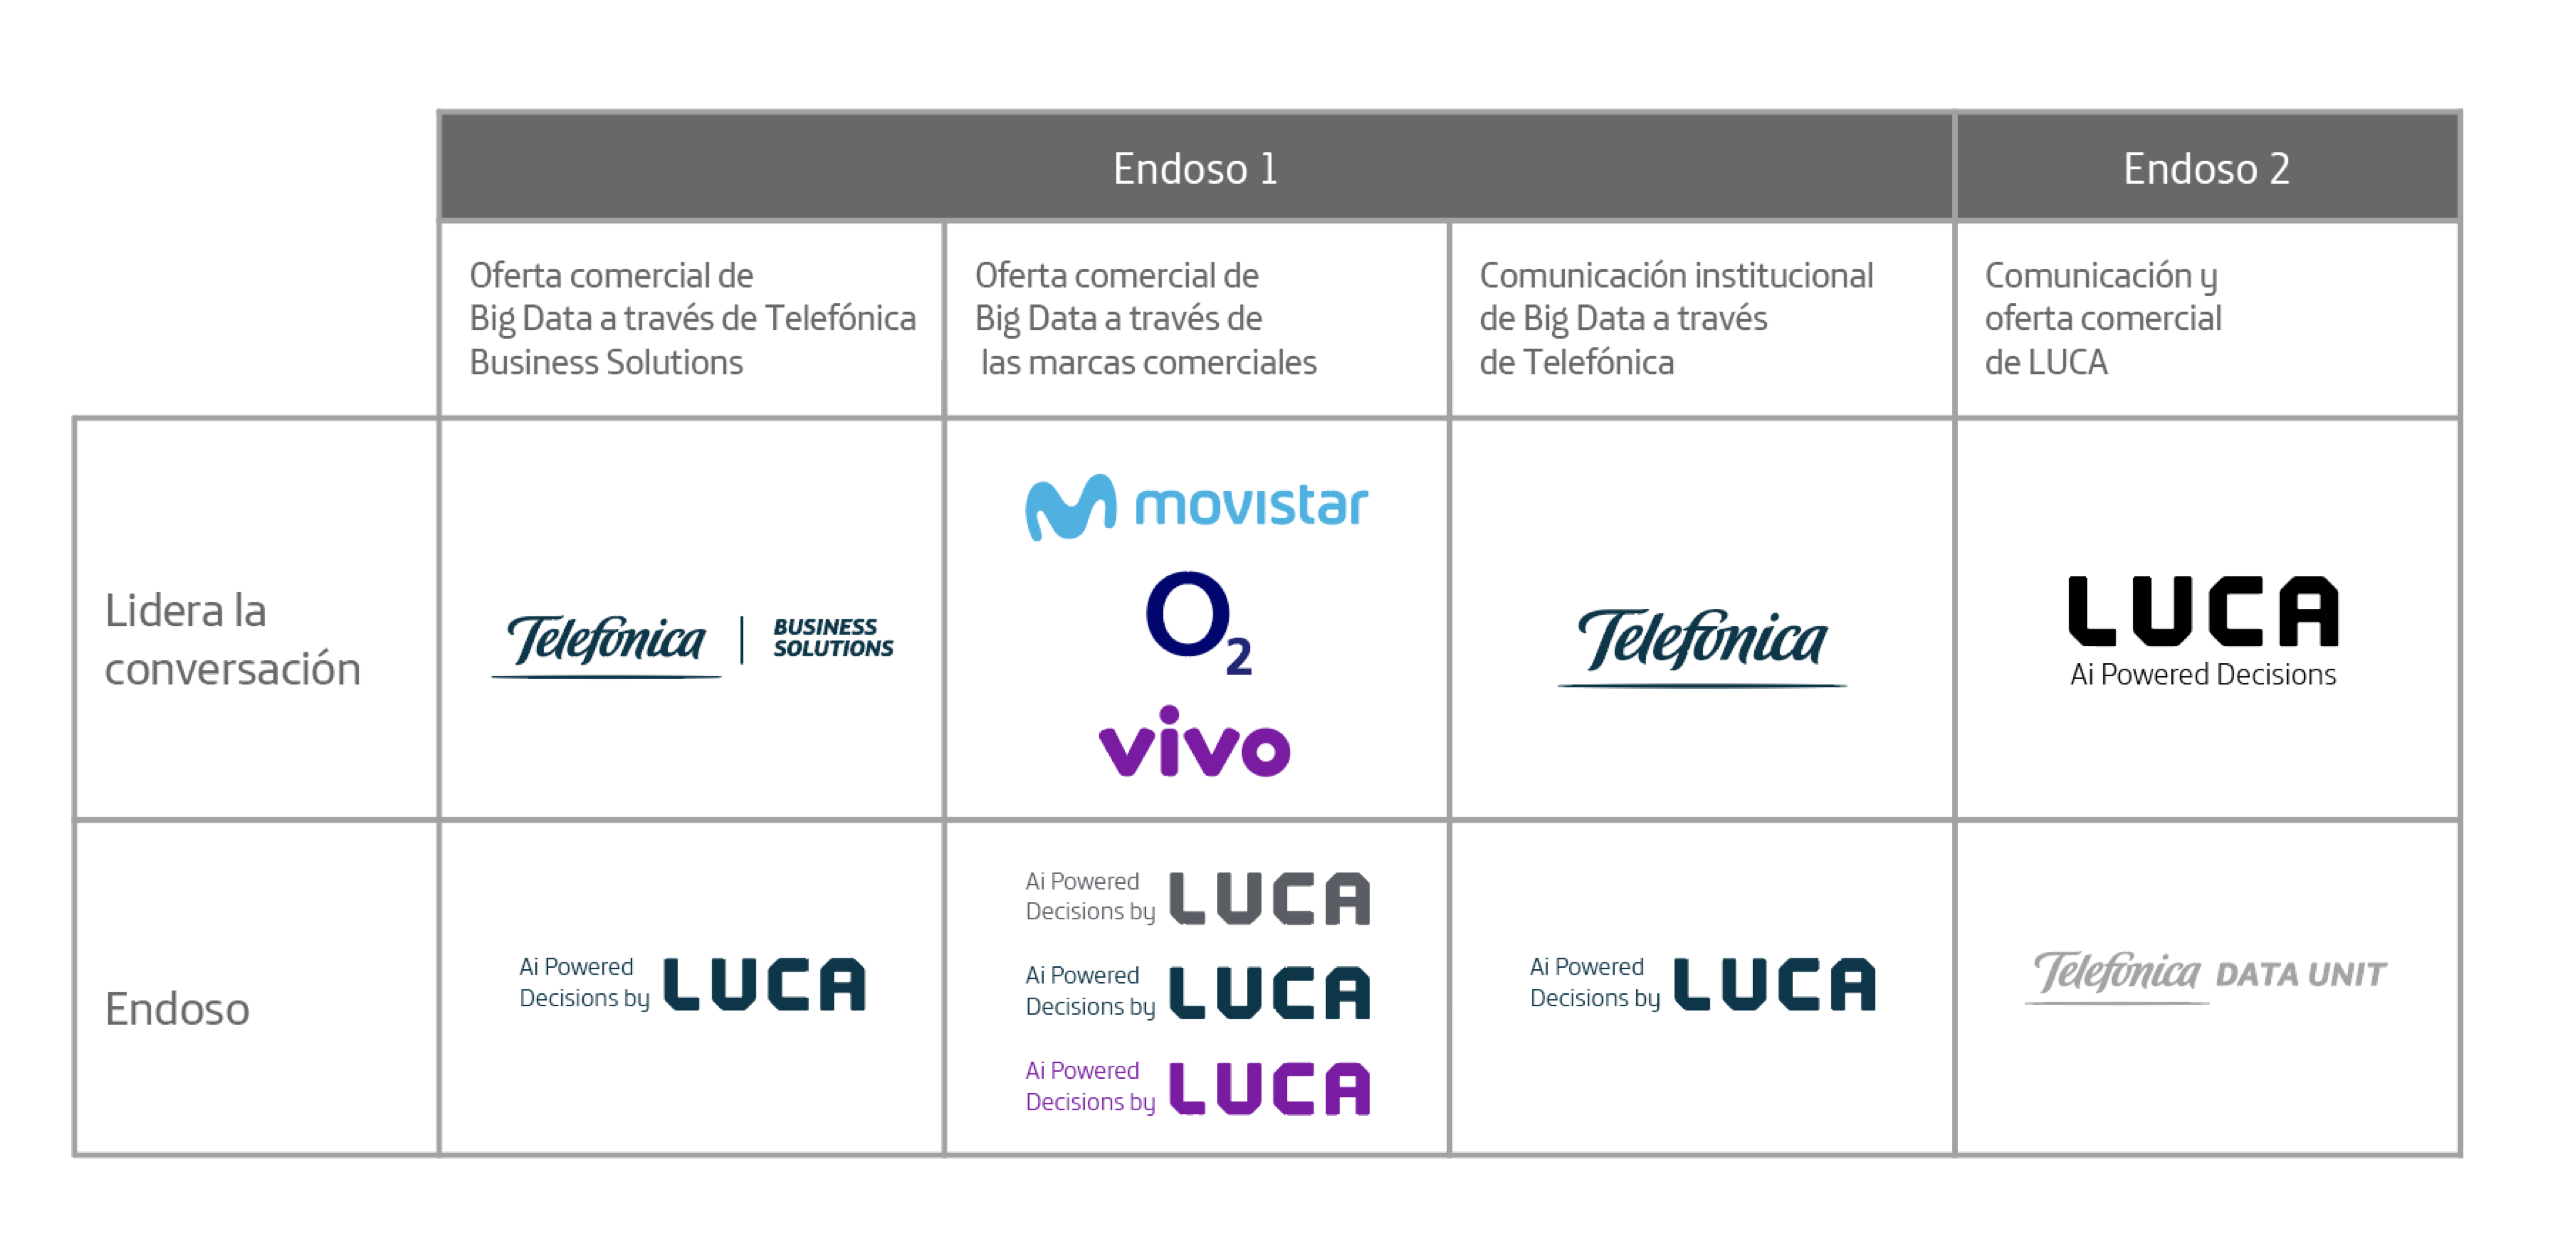 Endoso 1
Endoso 2
Oferta comercial de
Big Data a través de Telefónica
Business Solutions
Oferta comercial de
Big Data a través de
las marcas comerciales
Comunicación institucional
de Big Data a través
de Telefónica
Comunicación y
oferta comercial
de LUCA
Lidera la
conversación
Telefónica
BUSINESS
SOLUTIONS
movistar
O2
vivo
Telefónica
LUCA
Ai Powered Decisions
Endoso
Ai Powered
Decisions by
LUCA
Ai Powered
Decisions by
LUCA
Ai Powered
Decisions by
LUCA
Ai Powered
Decisions by
LUCA
Ai Powered
Decisions by
LUCA
Telefónica DATA UNIT